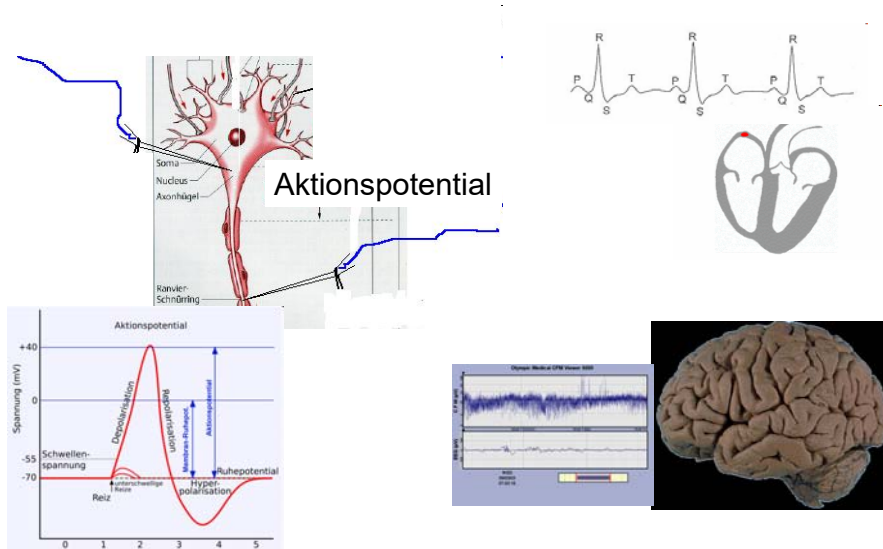 P
Q
R
S
T
P
Q
R
S
T
P
Q
R
S
T
Soma
Nucleus
Axonhügel
Aktionspotential
Ranvier-
Schnürring
Aktionspotential
Spannung (mV)
+40
0
-55
-70
Schwellen-
spannung
Depolarisation
Repolarisation
Membran-Ruhepot.
Aktionspotential
Ruhepotential
unterschwellige
Reize
Reiz
Hyper-
polarisation
0 1 2 3 4 5
Olympic Medical CFM Viewer